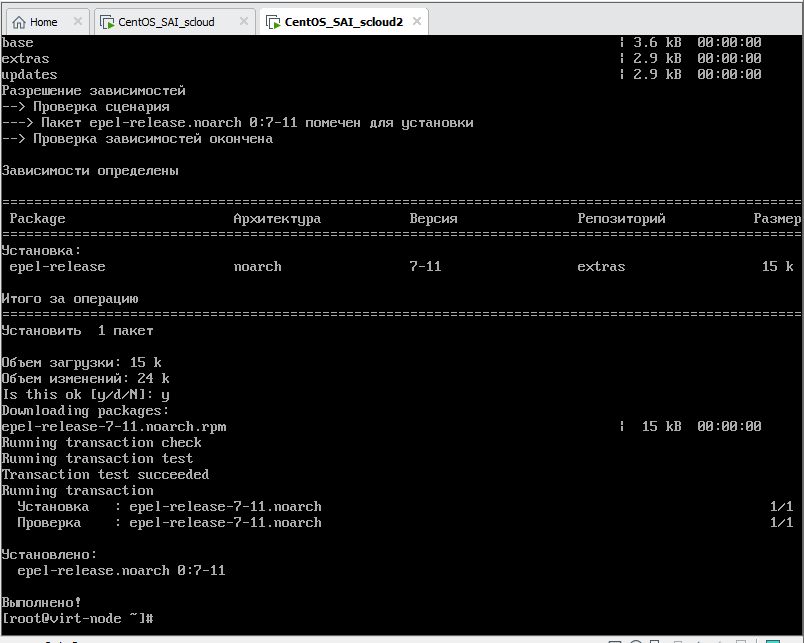 Home × CentOS_SAI_scloud × CentOS_SAI_scloud2 ×
base | 3.6 kB 00:00:00
extras | 2.9 kB 00:00:00
updates | 2.9 kB 00:00:00
Разрешение зависимостей
--> Проверка сценария
---> Пакет epel-release.noarch 0:7-11 помечен для установки
--> Проверка зависимостей окончена
Зависимости определены
================================================================================
Package Архитектура Версия Репозиторий Размер
================================================================================
Установка:
epel-release noarch 7-11 extras 15 k
Итого за операцию
================================================================================
Установить 1 пакет
Объем загрузки: 15 k
Объем изменений: 24 k
Is this ok [y/d/N]: y
Downloading packages:
epel-release-7-11.noarch.rpm | 15 kB 00:00:00
Running transaction check
Running transaction test
Transaction test succeeded
Running transaction
Установка : epel-release-7-11.noarch 1/1
Проверка : epel-release-7-11.noarch 1/1
Установлено:
epel-release.noarch 0:7-11
Выполнено!
[root@virt-node ~]#